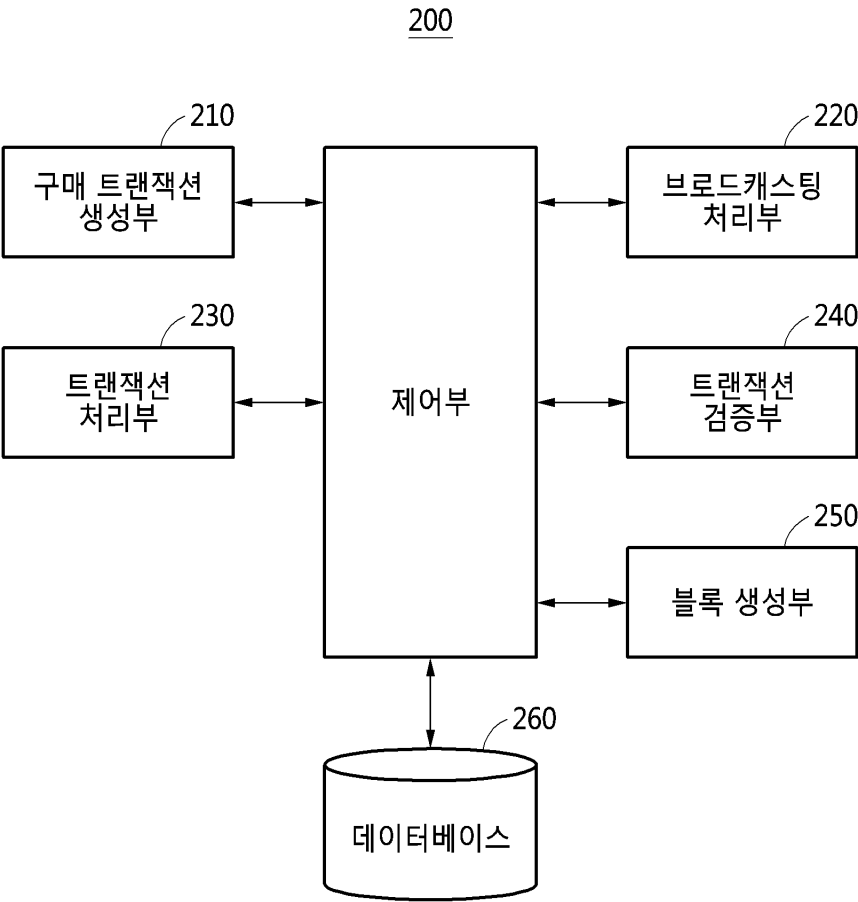 200
210
구매 트랜잭션
생성부
220
브로드캐스팅
처리부
230
트랜잭션
처리부
제어부
240
트랜잭션
검증부
250
블록 생성부
260
데이터베이스